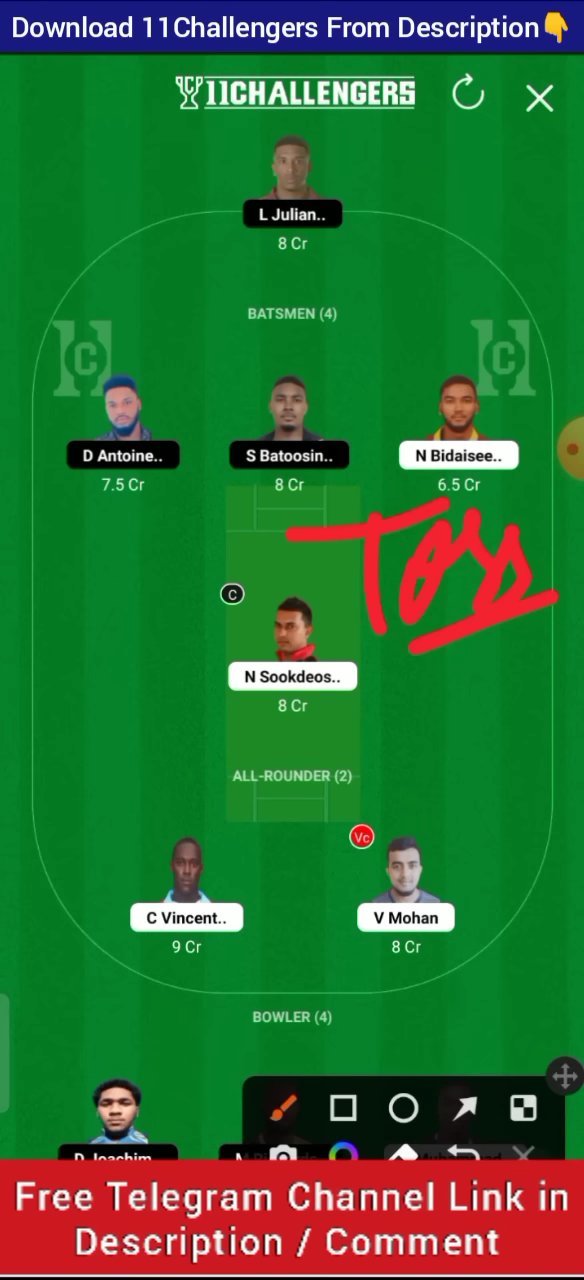 Download 11Challengers From Description👇
11CHALLENGERS
L Julian..
8 Cr
BATSMEN (4)
D Antoine.. S Batoosin.. N Bidaisee..
7.5 Cr 8 Cr 6.5 Cr
Toss
C
N Sookdeos..
8 Cr
ALL-ROUNDER (2)
Vc
C Vincent.. V Mohan
9 Cr 8 Cr
BOWLER (4)
D Joachim
Free Telegram Channel Link in
Description / Comment